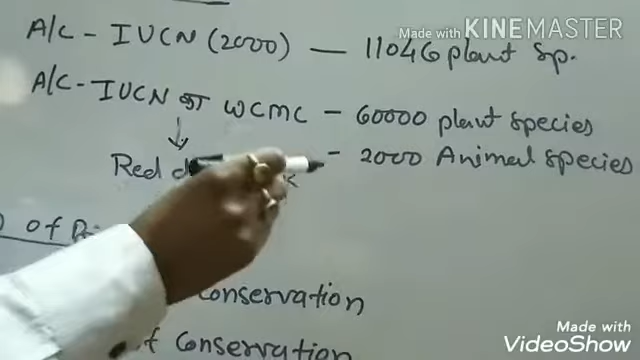 Made with KINEMASTER
A/C - IUCN (2000) — 11046 plant sp.
A/C - IUCN का WCMC - 60000 plant species
↓
Red - 2000 Animal species
of
conservation
of conservation
Made with
VideoShow